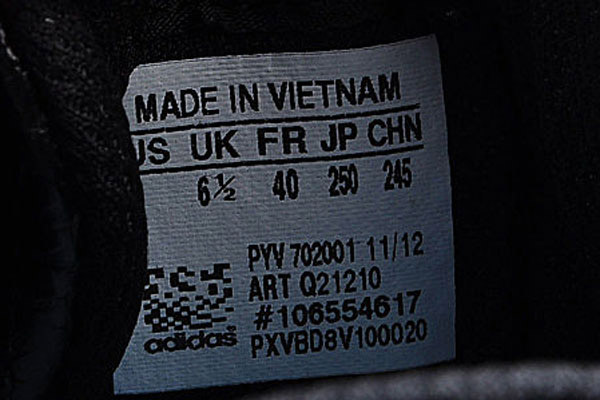 MADE IN VIETNAM
US UK FR JP CHN
6½ 40 250 245
PYV 702001 11/12
ART Q21210
#106554617
adidas PXVBD8V100020